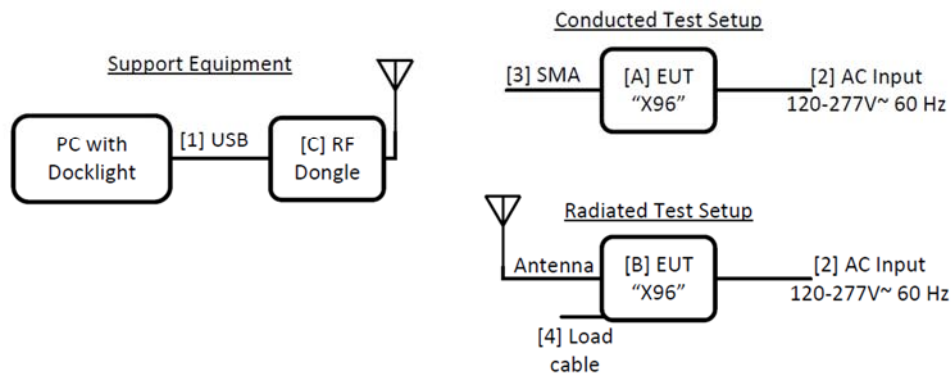 Support Equipment
PC with
Docklight
[1] USB
[C] RF
Dongle
Conducted Test Setup
[3] SMA
[A] EUT
“X96”
[2] AC Input
120-277V~ 60 Hz
Radiated Test Setup
Antenna
[B] EUT
“X96”
[2] AC Input
120-277V~ 60 Hz
[4] Load
cable